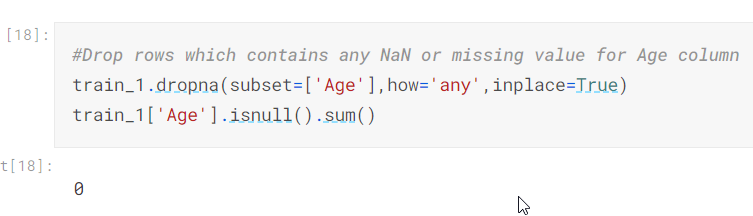 [18]:
#Drop rows which contains any NaN or missing value for Age column
train_1.dropna(subset=['Age'],how='any',inplace=True)
train_1['Age'].isnull().sum()
t[18]:
0